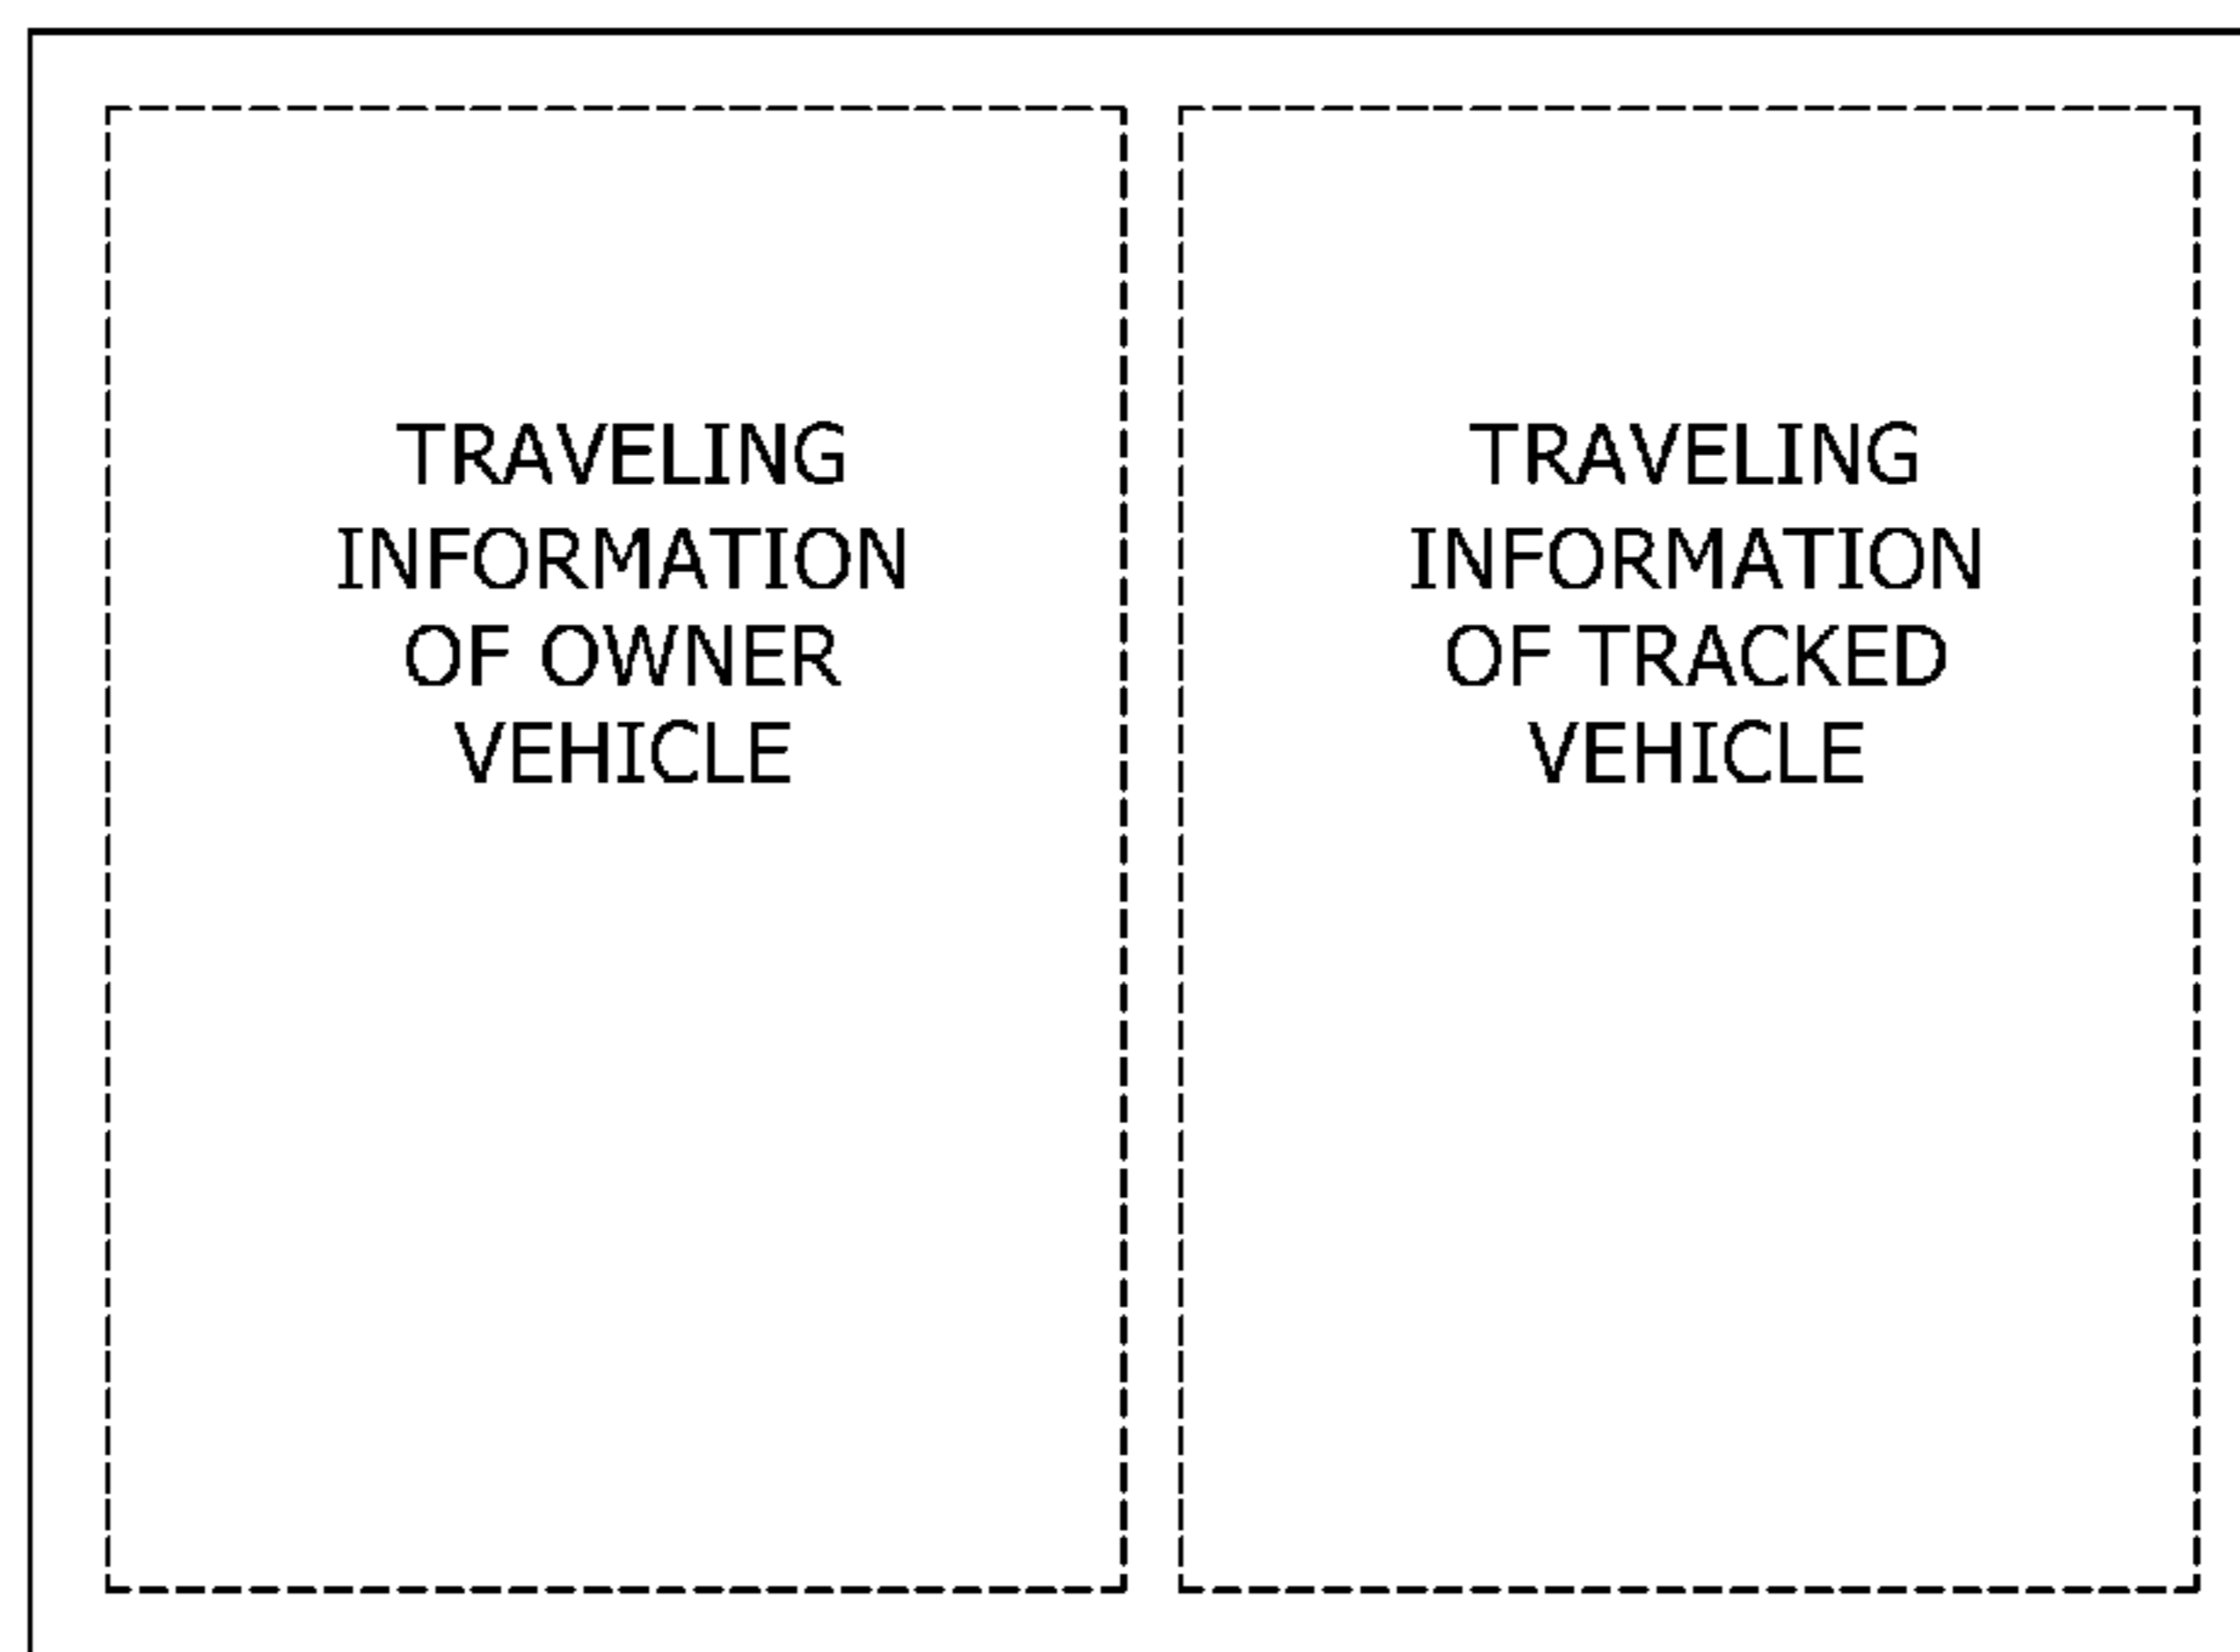 TRAVELING
INFORMATION
OF OWNER
VEHICLE
TRAVELING
INFORMATION
OF TRACKED
VEHICLE